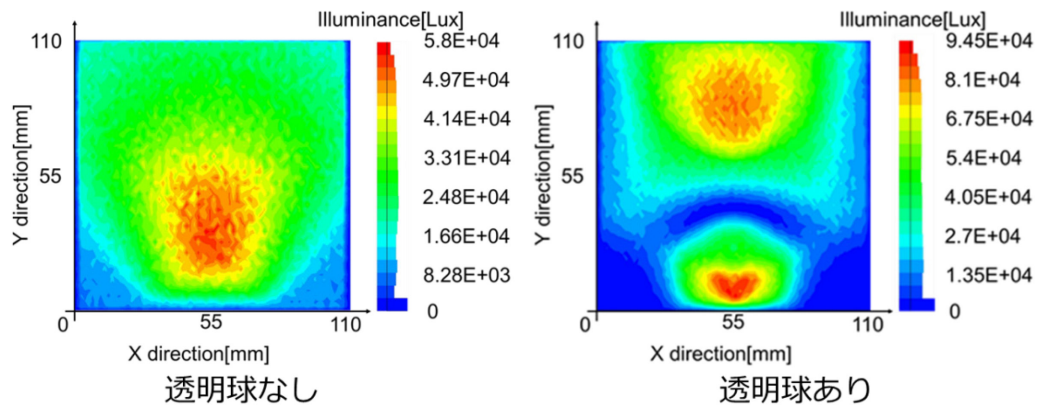 Illuminance[Lux]
110
55
0
55
110
Y direction[mm]
X direction[mm]
5.8E+04
4.97E+04
4.14E+04
3.31E+04
2.48E+04
1.66E+04
8.28E+03
0
透明球なし
Illuminance[Lux]
110
55
0
55
110
Y direction[mm]
X direction[mm]
9.45E+04
8.1E+04
6.75E+04
5.4E+04
4.05E+04
2.7E+04
1.35E+04
0
透明球あり